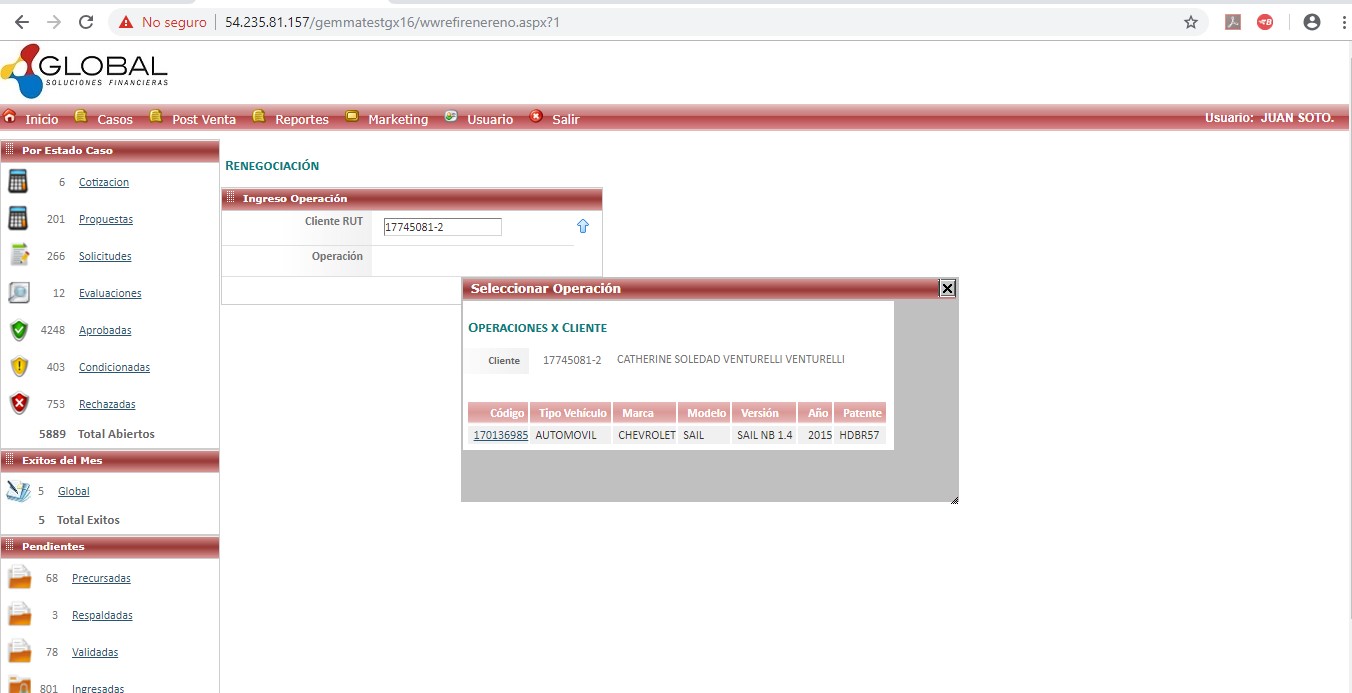 No seguro | 54.235.81.157/gemmatestgx16/wwrefirenereno.aspx?1
GLOBAL
SOLUCIONES FINANCIERAS
Inicio Casos Post Venta Reportes Marketing Usuario Salir Usuario: JUAN SOTO.
Por Estado Caso
6 Cotizacion
201 Propuestas
266 Solicitudes
12 Evaluaciones
4248 Aprobadas
403 Condicionadas
753 Rechazadas
5889 Total Abiertos
Exitos del Mes
5 Global
5 Total Exitos
Pendientes
68 Precursadas
3 Respaldadas
78 Validadas
801 Ingresadas
RENEGOCIACIÓN
Ingreso Operación
Cliente RUT 17745081-2
Operación
Seleccionar Operación
OPERACIONES X CLIENTE
Cliente 17745081-2 CATHERINE SOLEDAD VENTURELLI VENTURELLI
Código Tipo Vehículo Marca Modelo Versión Año Patente
170136985 AUTOMOVIL CHEVROLET SAIL SAIL NB 1.4 2015 HDBR57